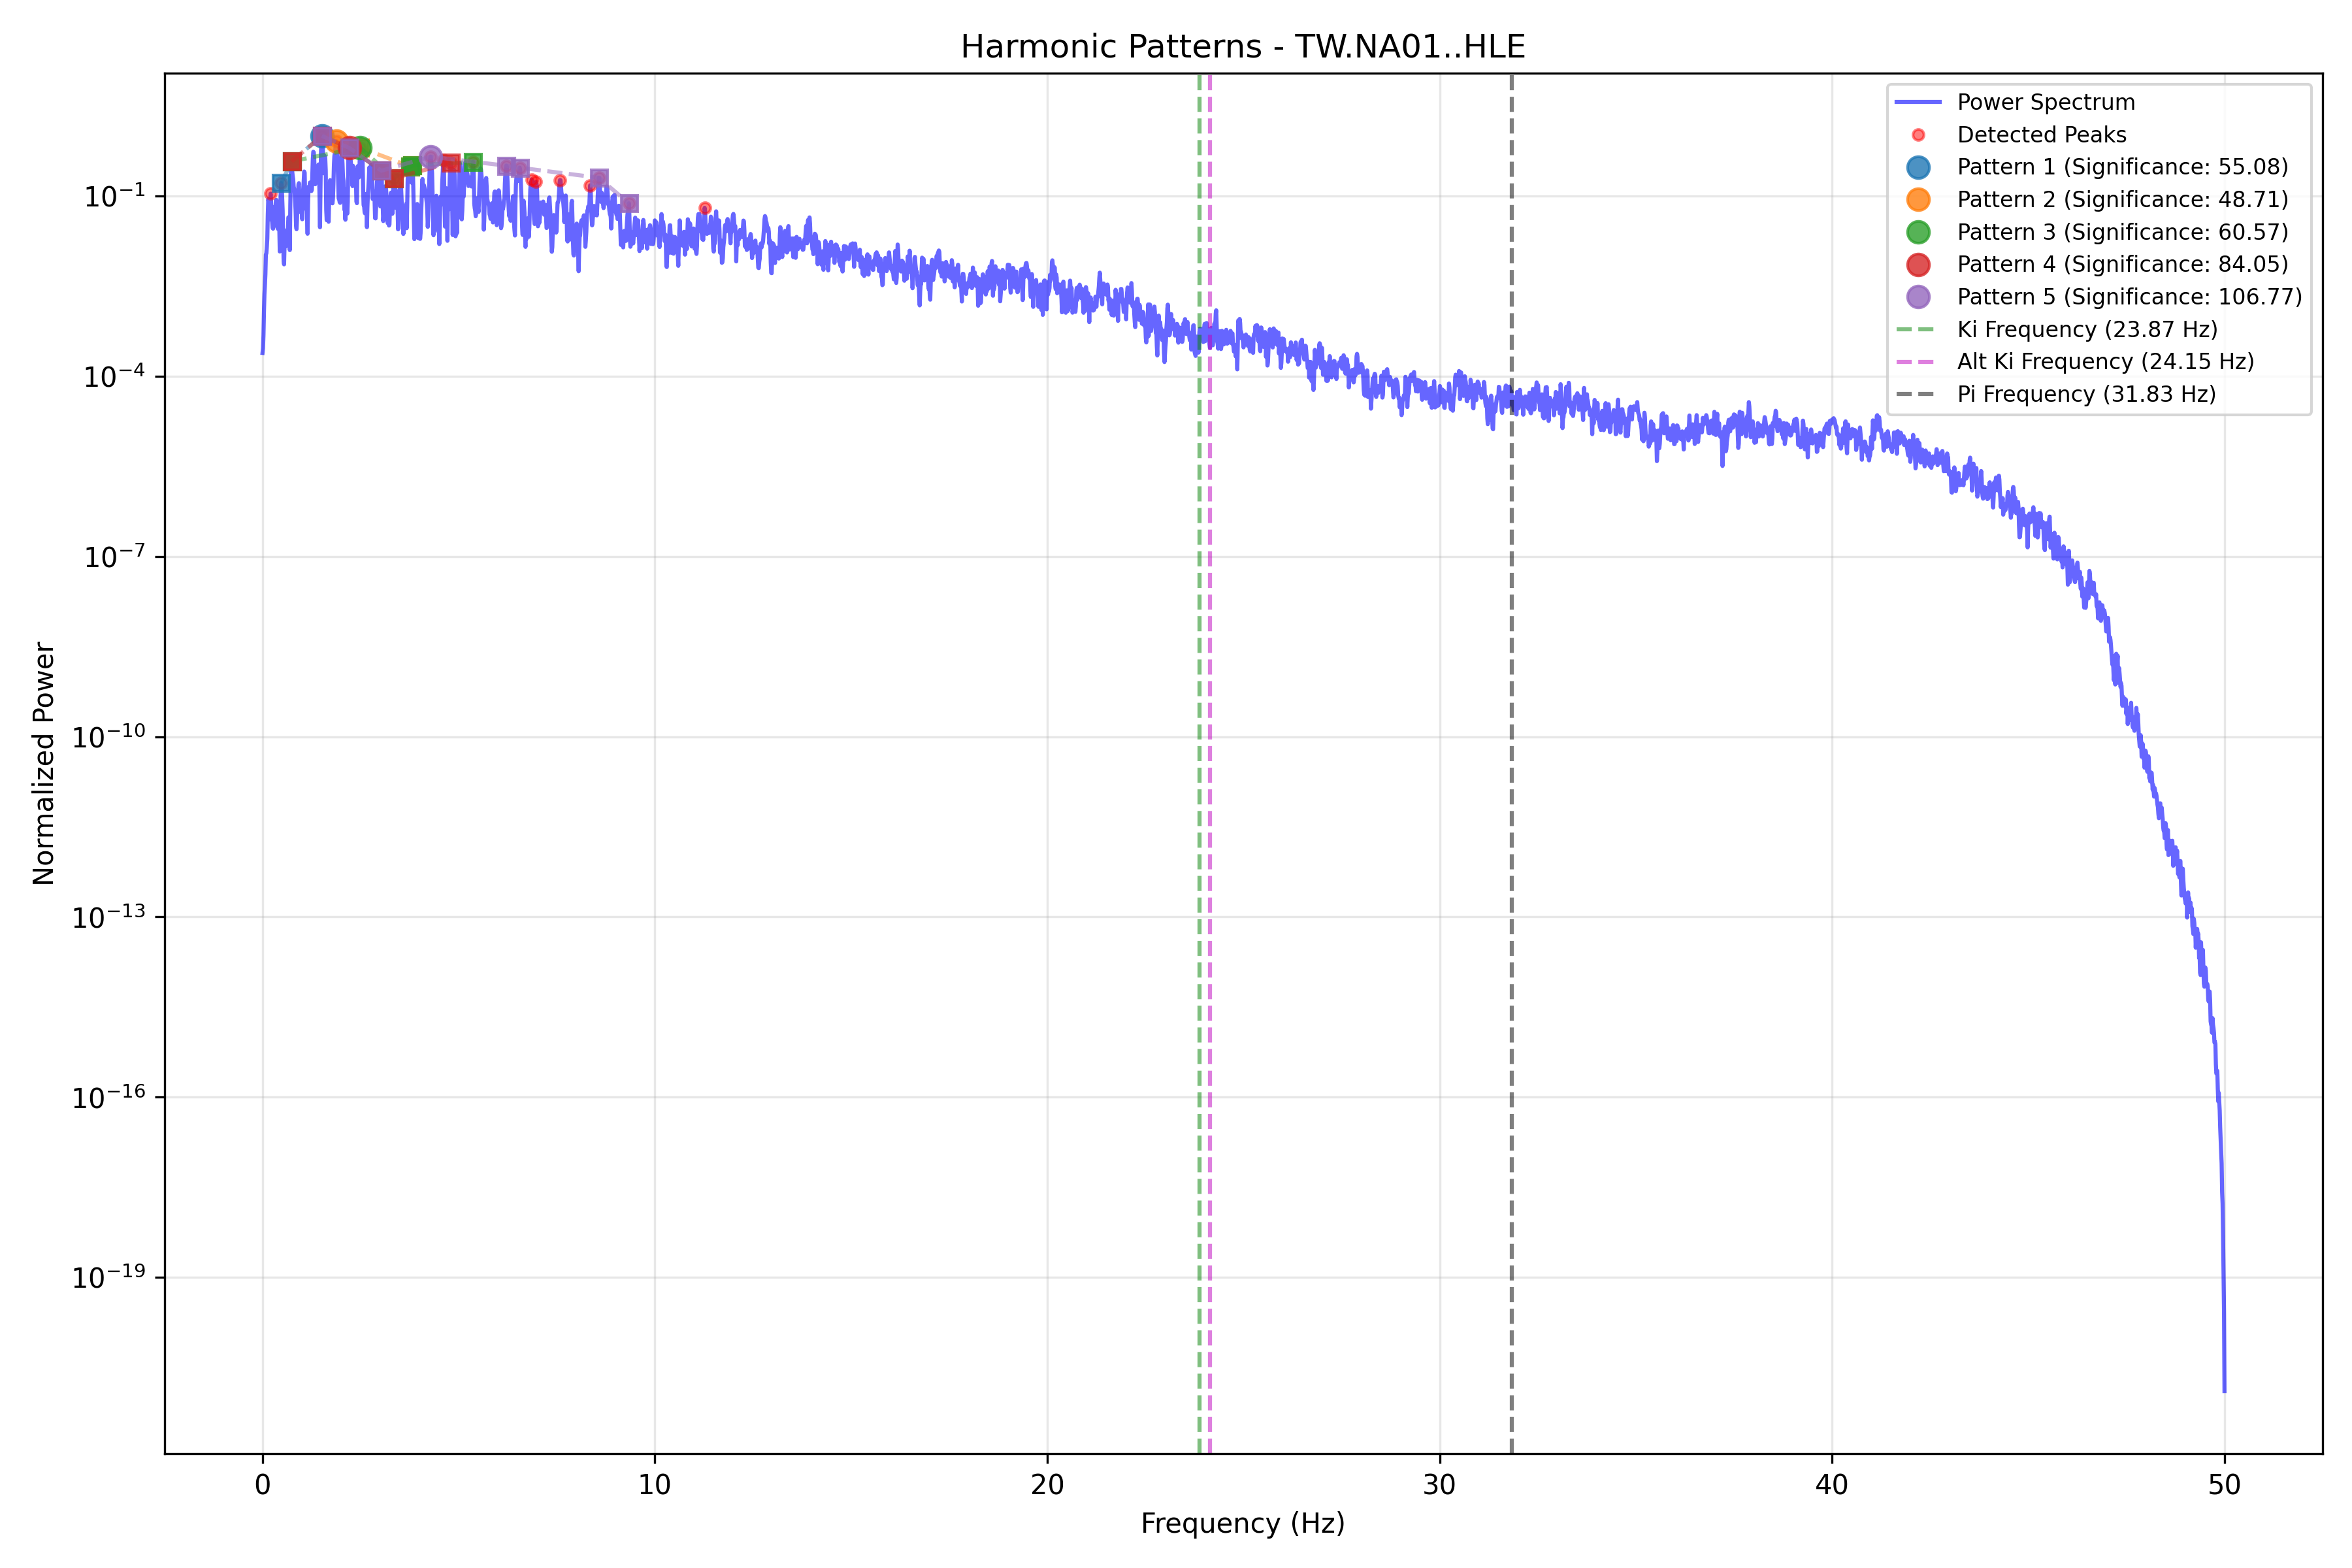 Harmonic Patterns - TW.NA01..HLE
Power Spectrum
Detected Peaks
Pattern 1 (Significance: 55.08)
Pattern 2 (Significance: 48.71)
Pattern 3 (Significance: 60.57)
Pattern 4 (Significance: 84.05)
Pattern 5 (Significance: 106.77)
Ki Frequency (23.87 Hz)
Alt Ki Frequency (24.15 Hz)
Pi Frequency (31.83 Hz)
Normalized Power
10⁻¹
10⁻⁴
10⁻⁷
10⁻¹⁰
10⁻¹³
10⁻¹⁶
10⁻¹⁹
0 10 20 30 40 50
Frequency (Hz)